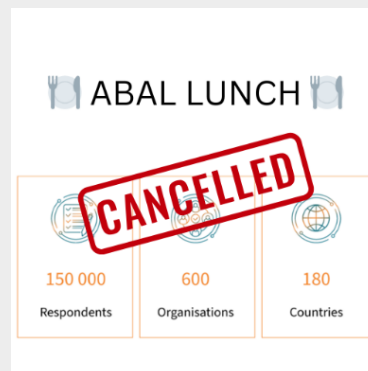 ABAL LUNCH
CANCELLED
150 000 600 180
Respondents Organisations Countries